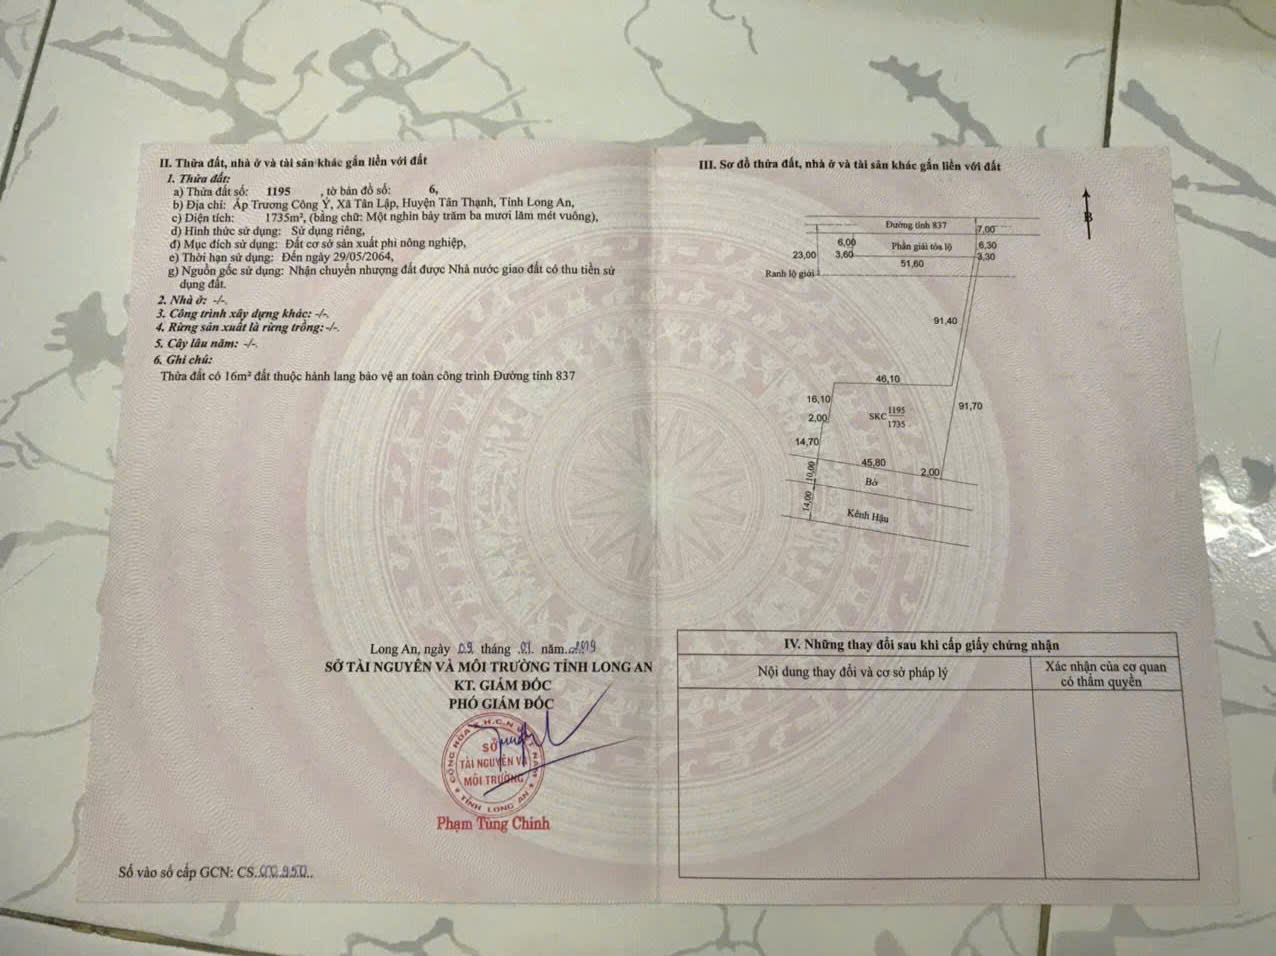 II. Thửa đất, nhà ở và tài sản khác gắn liền với đất
1. Thửa đất:
a) Thửa đất số: 1195 , tờ bản đồ số: 6,
b) Địa chỉ: Ấp Trương Công Ý, Xã Tân Lập, Huyện Tân Thạnh, Tỉnh Long An,
c) Diện tích: 1735m², (bằng chữ: Một nghìn bảy trăm ba mươi lăm mét vuông),
d) Hình thức sử dụng: Sử dụng riêng,
đ) Mục đích sử dụng: Đất cơ sở sản xuất phi nông nghiệp,
e) Thời hạn sử dụng: Đến ngày 29/05/2064,
g) Nguồn gốc sử dụng: Nhận chuyển nhượng đất được Nhà nước giao đất có thu tiền sử
dụng đất.
2. Nhà ở: -/-.
3. Công trình xây dựng khác: -/-.
4. Rừng sản xuất là rừng trồng: -/-.
5. Cây lâu năm: -/-.
6. Ghi chú:
Thửa đất có 16m² đất thuộc hành lang bảo vệ an toàn công trình Đường tỉnh 837
Long An, ngày 09 tháng 01 năm 2019
SỞ TÀI NGUYÊN VÀ MÔI TRƯỜNG TỈNH LONG AN
KT. GIÁM ĐỐC
PHÓ GIÁM ĐỐC
CỘNG HÒA X.H.C.N VIỆT NAM
SỞ
TÀI NGUYÊN VÀ
MÔI TRƯỜNG
TỈNH LONG AN
Phạm Tùng Chinh
Số vào sổ cấp GCN: CS.00950..
III. Sơ đồ thửa đất, nhà ở và tài sản khác gắn liền với đất
B
Đường tỉnh 837
7,00
6,00
Phần giải tỏa lộ
6,30
23,00
3,60
3,30
51,60
Ranh lộ giới
91,40
46,10
16,10
91,70
SKC 1195
1735
2,00
14,70
45,80
2,00
10,00
Bờ
14,00
Kênh Hậu
IV. Những thay đổi sau khi cấp giấy chứng nhận
Nội dung thay đổi và cơ sở pháp lý
Xác nhận của cơ quan
có thẩm quyền